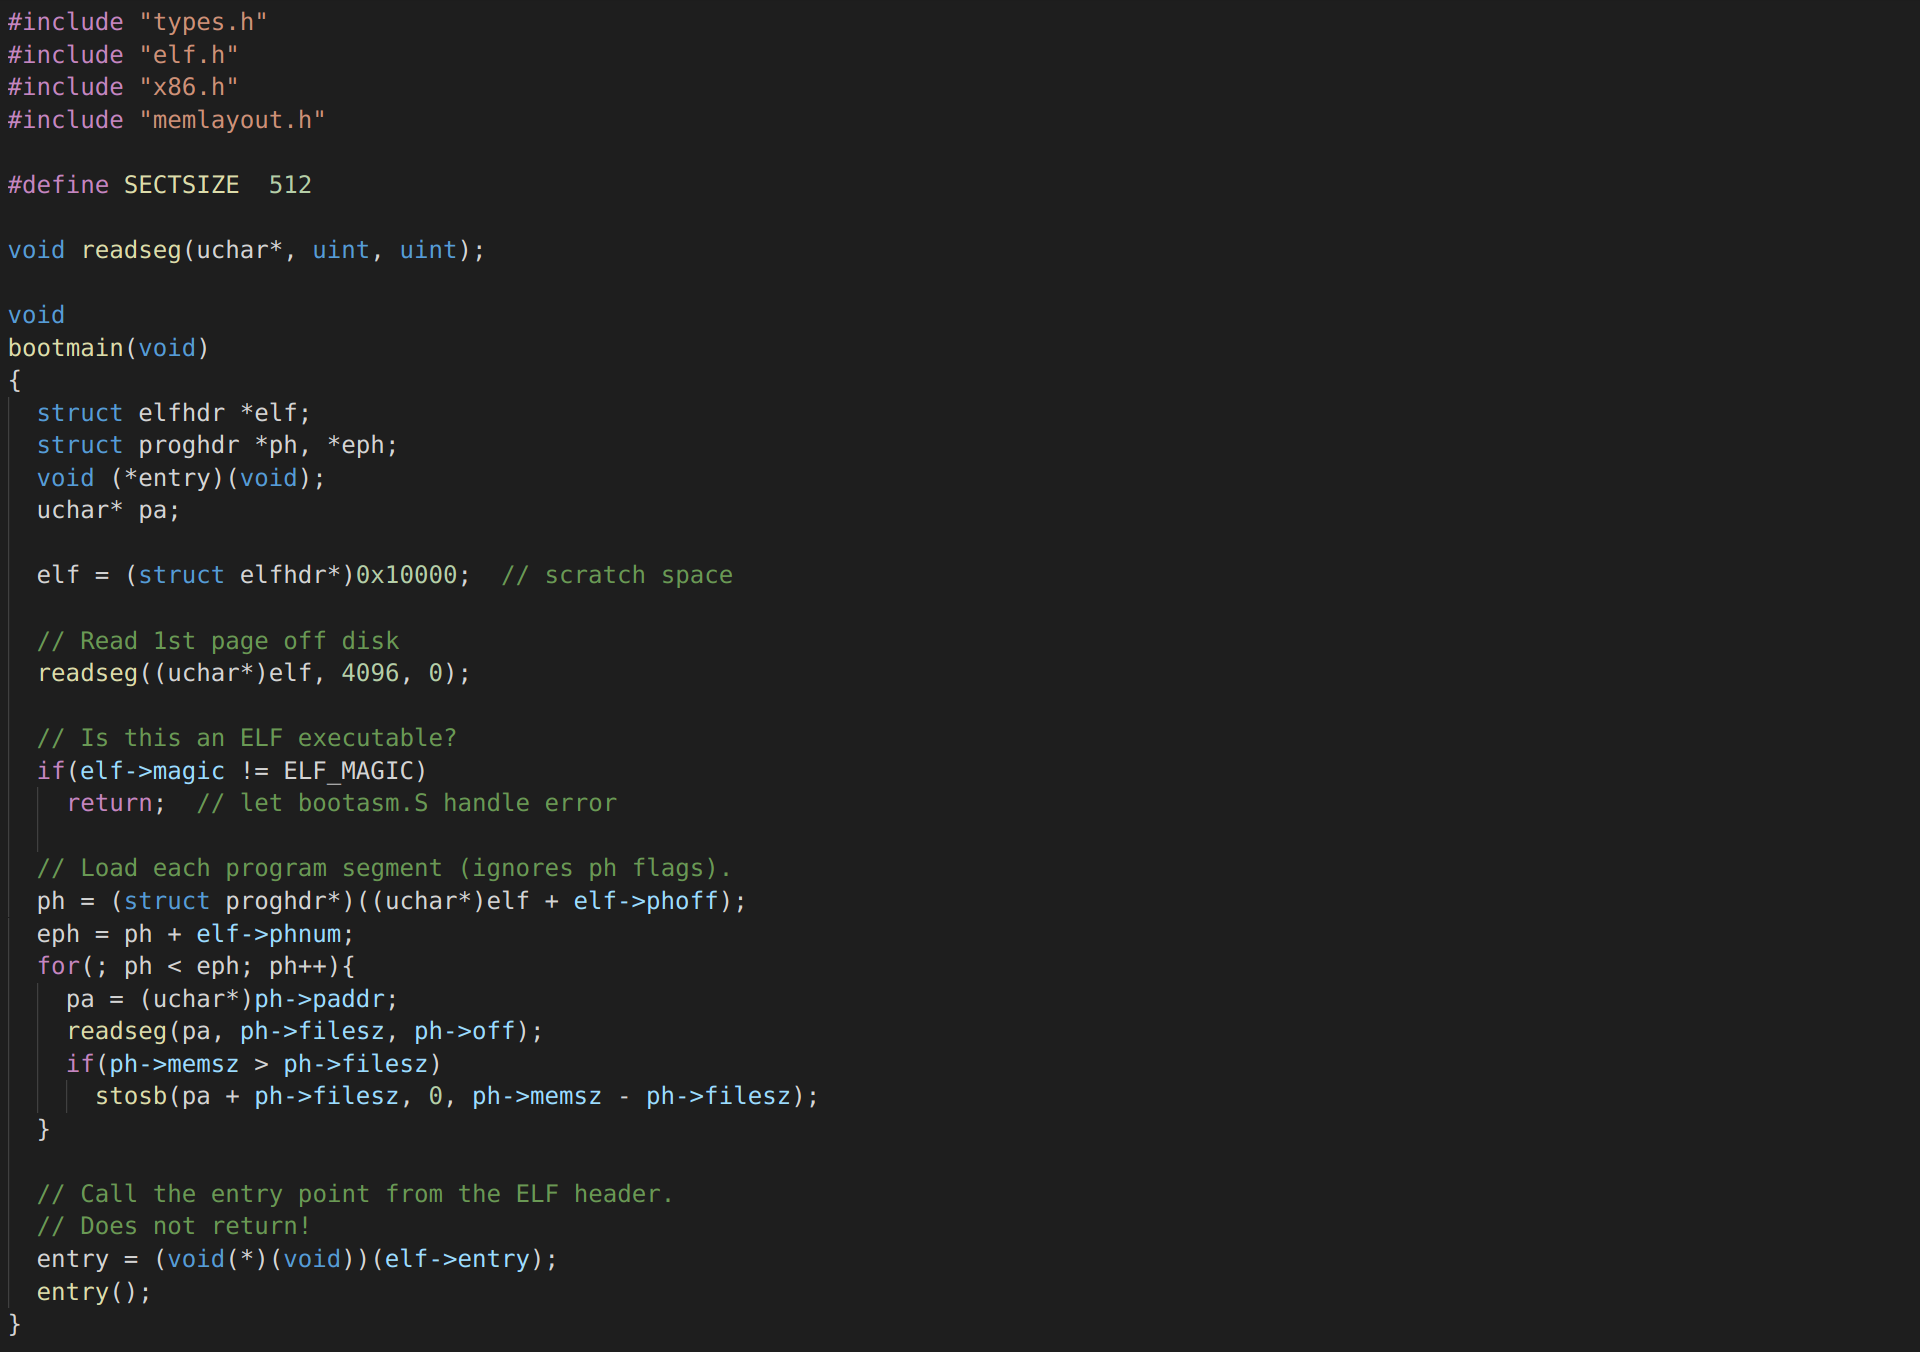 #include "types.h"
#include "elf.h"
#include "x86.h"
#include "memlayout.h"

#define SECTSIZE  512

void readseg(uchar*, uint, uint);

void
bootmain(void)
{
  struct elfhdr *elf;
  struct proghdr *ph, *eph;
  void (*entry)(void);
  uchar* pa;

  elf = (struct elfhdr*)0x10000;  // scratch space

  // Read 1st page off disk
  readseg((uchar*)elf, 4096, 0);

  // Is this an ELF executable?
  if(elf->magic != ELF_MAGIC)
    return;  // let bootasm.S handle error

  // Load each program segment (ignores ph flags).
  ph = (struct proghdr*)((uchar*)elf + elf->phoff);
  eph = ph + elf->phnum;
  for(; ph < eph; ph++){
    pa = (uchar*)ph->paddr;
    readseg(pa, ph->filesz, ph->off);
    if(ph->memsz > ph->filesz)
      stosb(pa + ph->filesz, 0, ph->memsz - ph->filesz);
  }

  // Call the entry point from the ELF header.
  // Does not return!
  entry = (void(*)(void))(elf->entry);
  entry();
}